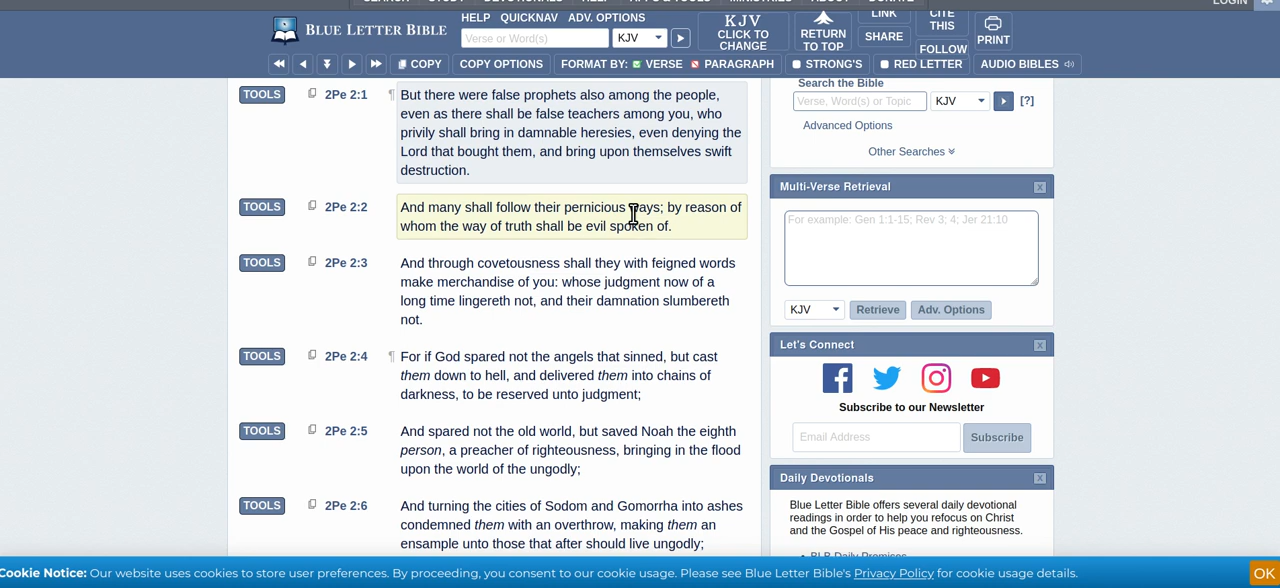 LOGIN
BLUE LETTER BIBLE
HELP QUICKNAV ADV. OPTIONS
Verse or Word(s) KJV
KJV
CLICK TO
CHANGE
RETURN
TO TOP
LINK
SHARE
CITE
THIS
FOLLOW
PRINT
COPY COPY OPTIONS FORMAT BY: VERSE PARAGRAPH STRONG'S RED LETTER AUDIO BIBLES
TOOLS 2Pe 2:1 ¶ But there were false prophets also among the people,
even as there shall be false teachers among you, who
privily shall bring in damnable heresies, even denying the
Lord that bought them, and bring upon themselves swift
destruction.
TOOLS 2Pe 2:2 And many shall follow their pernicious ways; by reason of
whom the way of truth shall be evil spoken of.
TOOLS 2Pe 2:3 And through covetousness shall they with feigned words
make merchandise of you: whose judgment now of a
long time lingereth not, and their damnation slumbereth
not.
TOOLS 2Pe 2:4 ¶ For if God spared not the angels that sinned, but cast
them down to hell, and delivered them into chains of
darkness, to be reserved unto judgment;
TOOLS 2Pe 2:5 And spared not the old world, but saved Noah the eighth
person, a preacher of righteousness, bringing in the flood
upon the world of the ungodly;
TOOLS 2Pe 2:6 And turning the cities of Sodom and Gomorrha into ashes
condemned them with an overthrow, making them an
ensample unto those that after should live ungodly;
Search the Bible
Verse, Word(s) or Topic KJV [?]
Advanced Options
Other Searches
Multi-Verse Retrieval X
For example: Gen 1:1-15; Rev 3; 4; Jer 21:10
KJV Retrieve Adv. Options
Let's Connect X
Subscribe to our Newsletter
Email Address Subscribe
Daily Devotionals X
Blue Letter Bible offers several daily devotional
readings in order to help you refocus on Christ
and the Gospel of His peace and righteousness.
BLB Daily Promises
Cookie Notice: Our website uses cookies to store user preferences. By proceeding, you consent to our cookie usage. Please see Blue Letter Bible's Privacy Policy for cookie usage details. OK